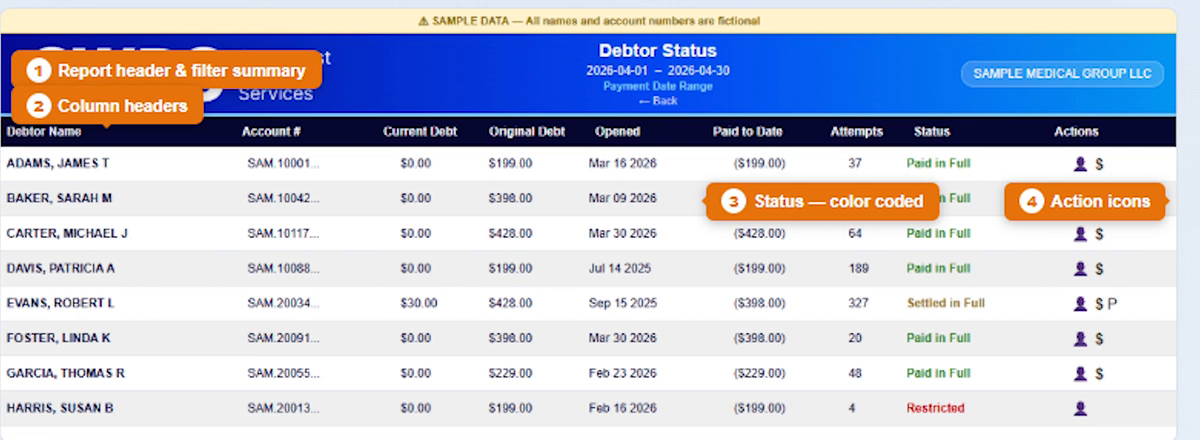 ⚠ SAMPLE DATA — All names and account numbers are fictional
1 Report header & filter summary
Services
2 Column headers
Debtor Status
2026-04-01 – 2026-04-30
Payment Date Range
← Back
SAMPLE MEDICAL GROUP LLC
Debtor Name Account # Current Debt Original Debt Opened Paid to Date Attempts Status Actions
ADAMS, JAMES T SAM.10001... $0.00 $199.00 Mar 16 2026 ($199.00) 37 Paid in Full $
BAKER, SARAH M SAM.10042... $0.00 $398.00 Mar 09 2026 Full
3 Status — color coded
4 Action icons
CARTER, MICHAEL J SAM.10117... $0.00 $428.00 Mar 30 2026 ($428.00) 64 Paid in Full $
DAVIS, PATRICIA A SAM.10088... $0.00 $199.00 Jul 14 2025 ($199.00) 189 Paid in Full $
EVANS, ROBERT L SAM.20034... $30.00 $428.00 Sep 15 2025 ($398.00) 327 Settled in Full $ P
FOSTER, LINDA K SAM.20091... $0.00 $398.00 Mar 30 2026 ($398.00) 20 Paid in Full $
GARCIA, THOMAS R SAM.20055... $0.00 $229.00 Feb 23 2026 ($229.00) 48 Paid in Full $
HARRIS, SUSAN B SAM.20013... $0.00 $199.00 Feb 16 2026 ($199.00) 4 Restricted